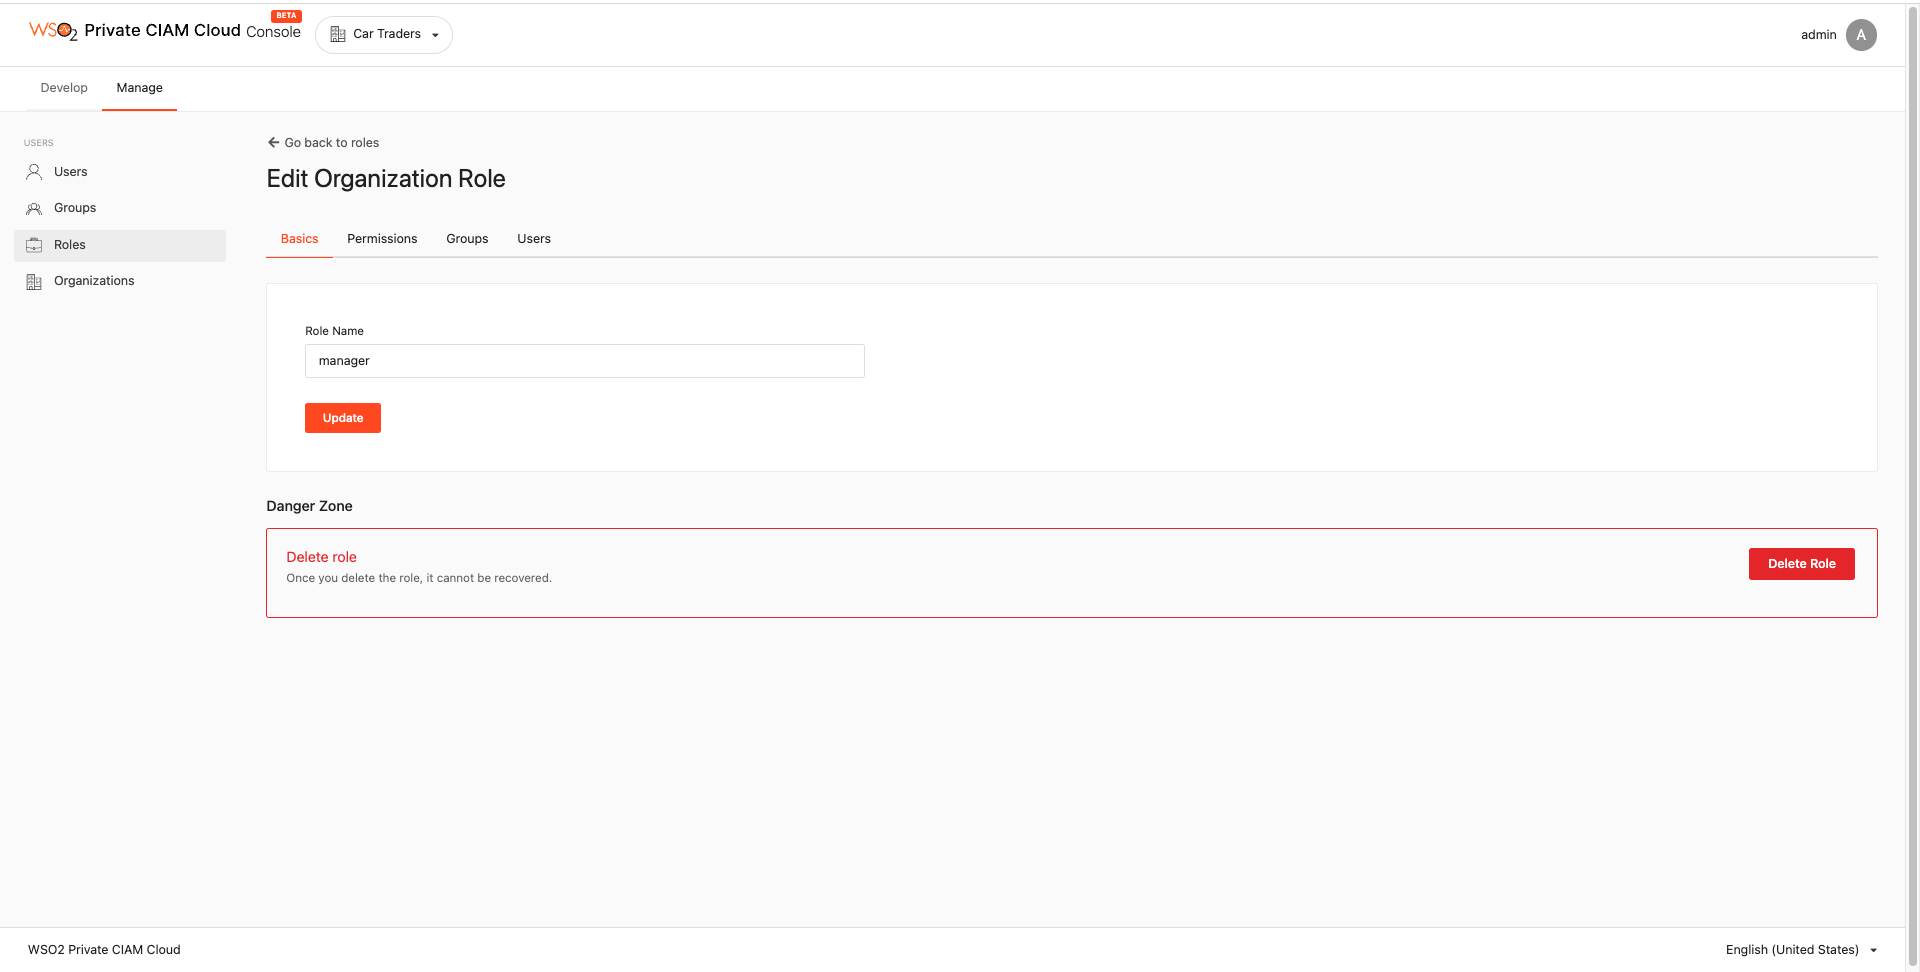 BETA
WSO2 Private CIAM Cloud Console
Car Traders
admin A
Develop Manage
USERS
Users
Groups
Roles
Organizations
Go back to roles
Edit Organization Role
Basics Permissions Groups Users
Role Name
manager
Update
Danger Zone
Delete role
Once you delete the role, it cannot be recovered.
Delete Role
WSO2 Private CIAM Cloud
English (United States)